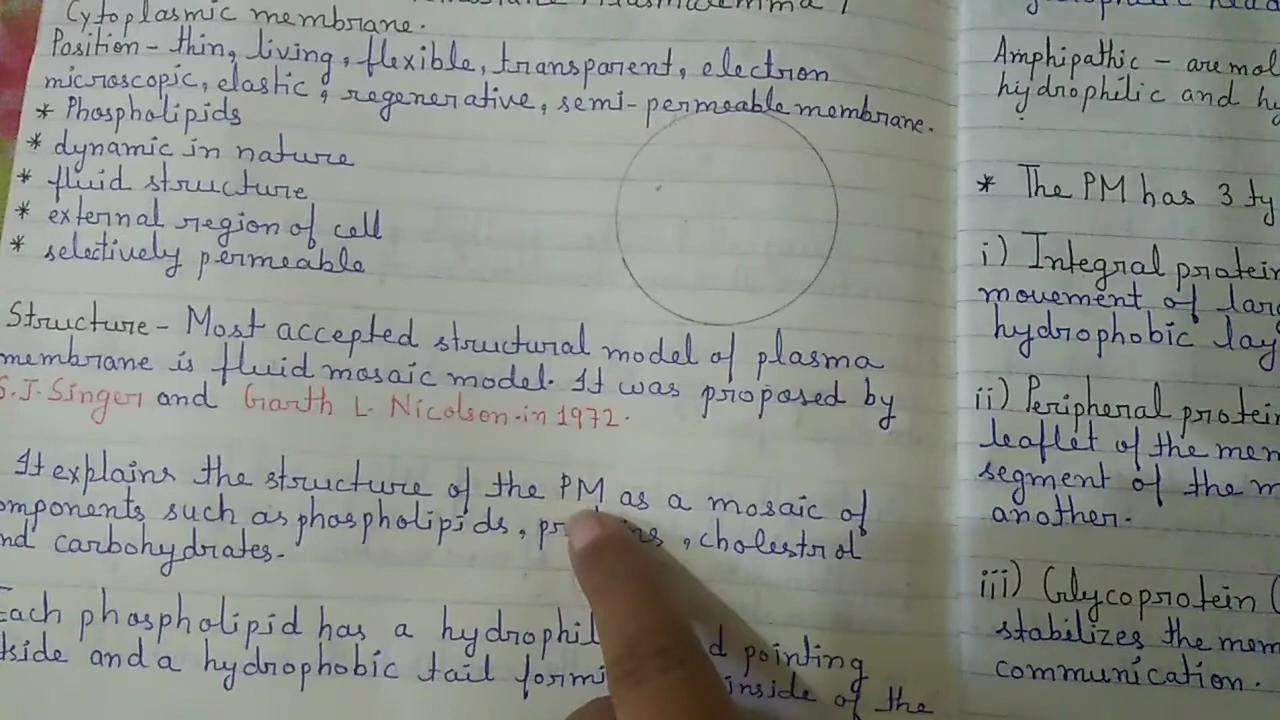 Cytoplasmic membrane.
Position - thin, living, flexible, transparent, electron
microscopic, elastic, regenerative, semi-permeable membrane.
* Phospholipids
* dynamic in nature
* fluid structure
* external region of cell
* selectively permeable
Structure - Most accepted structural model of plasma
membrane is fluid mosaic model. It was proposed by
S.J. Singer and Garth L. Nicolson in 1972.
It explains the structure of the PM as a mosaic of
components such as phospholipids, , cholestrol
and carbohydrates.
Each phospholipid has a pointing
and a hydrophobic tail inside of the
Amphipathic - are
hydrophilic and
* The PM has 3
i) Integral
movement of
hydrophobic
ii) Peripheral
leaflet of the
segment of the
another.
iii) Glycoprotein
stabilizes the
communication.